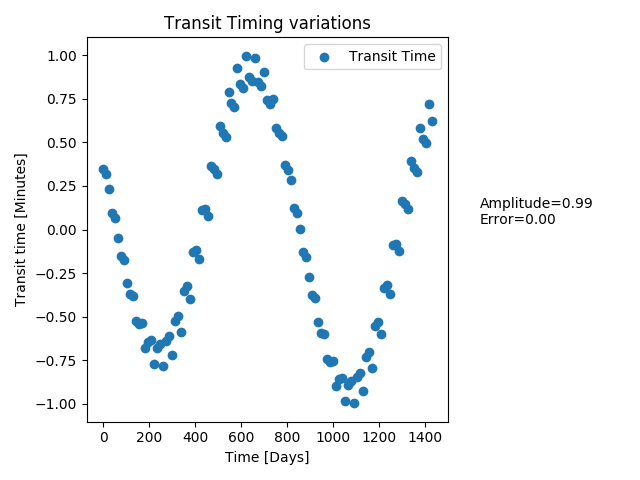 Transit Timing variations
Transit Time
1.00
0.75
0.50
0.25
0.00
−0.25
−0.50
−0.75
−1.00
Transit time [Minutes]
0
200
400
600
800
1000
1200
1400
Time [Days]
Amplitude=0.99
Error=0.00